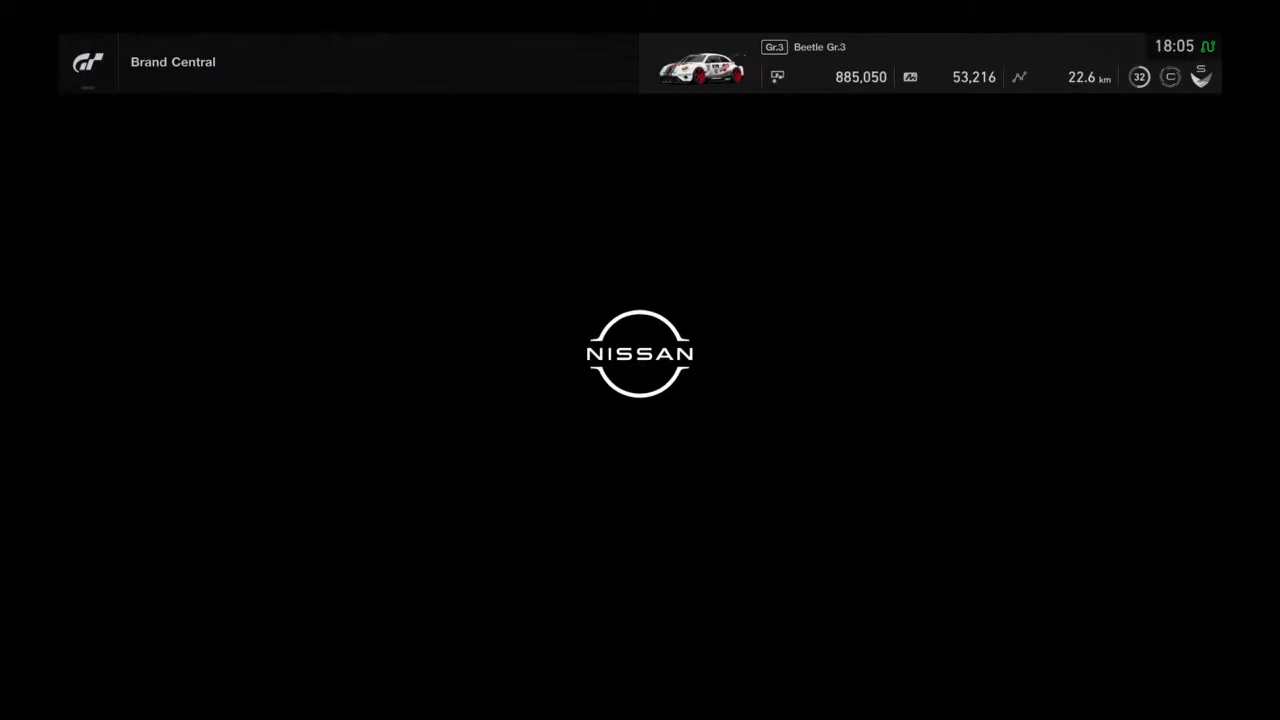 Brand Central
Gr.3 Beetle Gr.3
18:05
885,050
53,216
22.6 km
32
C
S
NISSAN